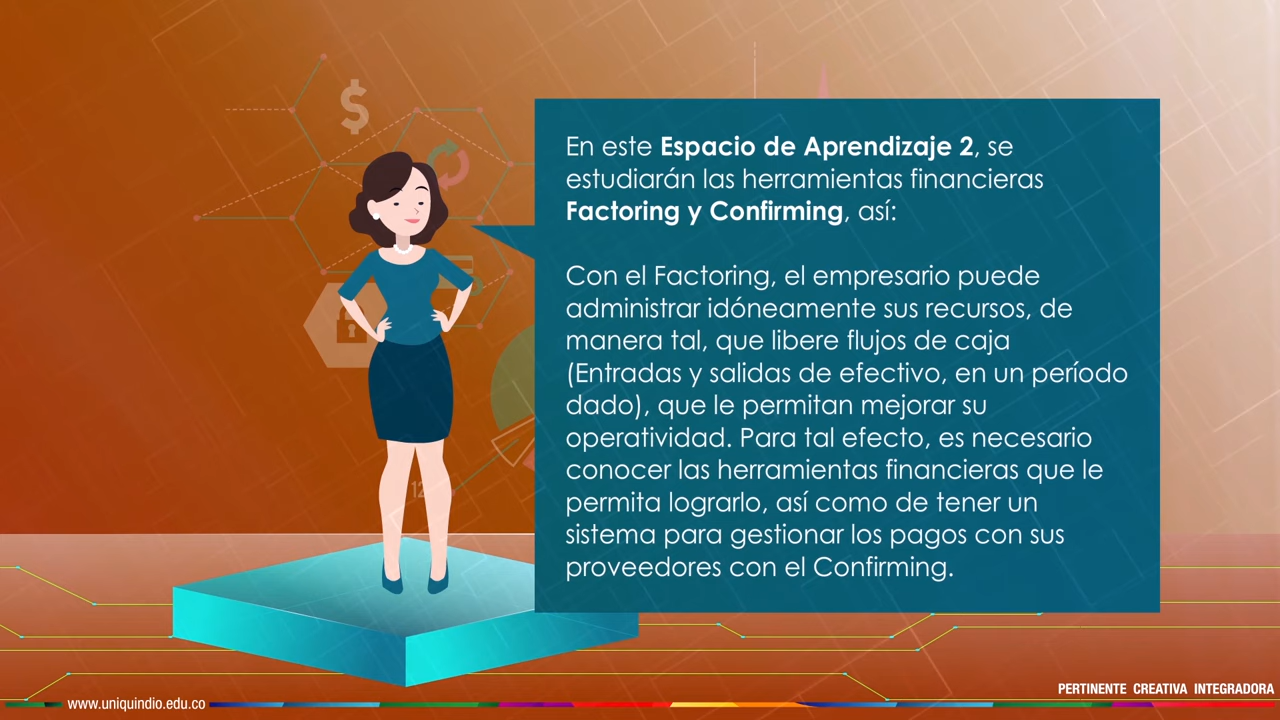 En este Espacio de Aprendizaje 2, se
estudiarán las herramientas financieras
Factoring y Confirming, así:
Con el Factoring, el empresario puede
administrar idóneamente sus recursos, de
manera tal, que libere flujos de caja
(Entradas y salidas de efectivo, en un período
dado), que le permitan mejorar su
operatividad. Para tal efecto, es necesario
conocer las herramientas financieras que le
permita lograrlo, así como de tener un
sistema para gestionar los pagos con sus
proveedores con el Confirming.
$
PERTINENTE CREATIVA INTEGRADORA
www.uniquindio.edu.co